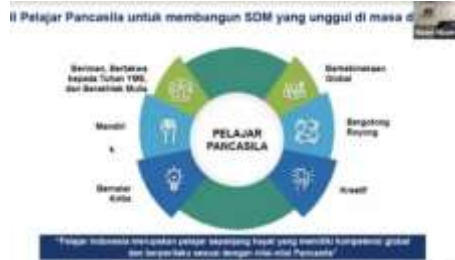 il Pelajar Pancasila untuk membangun SDM yang unggul di masa d
Beriman, Bertakwa
kepada Tuhan YME,
dan Berakhlak Mulia
Berkebinekaan
Global
Mandiri
PELAJAR
PANCASILA
Bergotong
Royong
Bernalar
Kritis
Kreatif
"Pelajar Indonesia merupakan pelajar sepanjang hayat yang memiliki kompetensi global
dan berperilaku sesuai dengan nilai-nilai Pancasila"